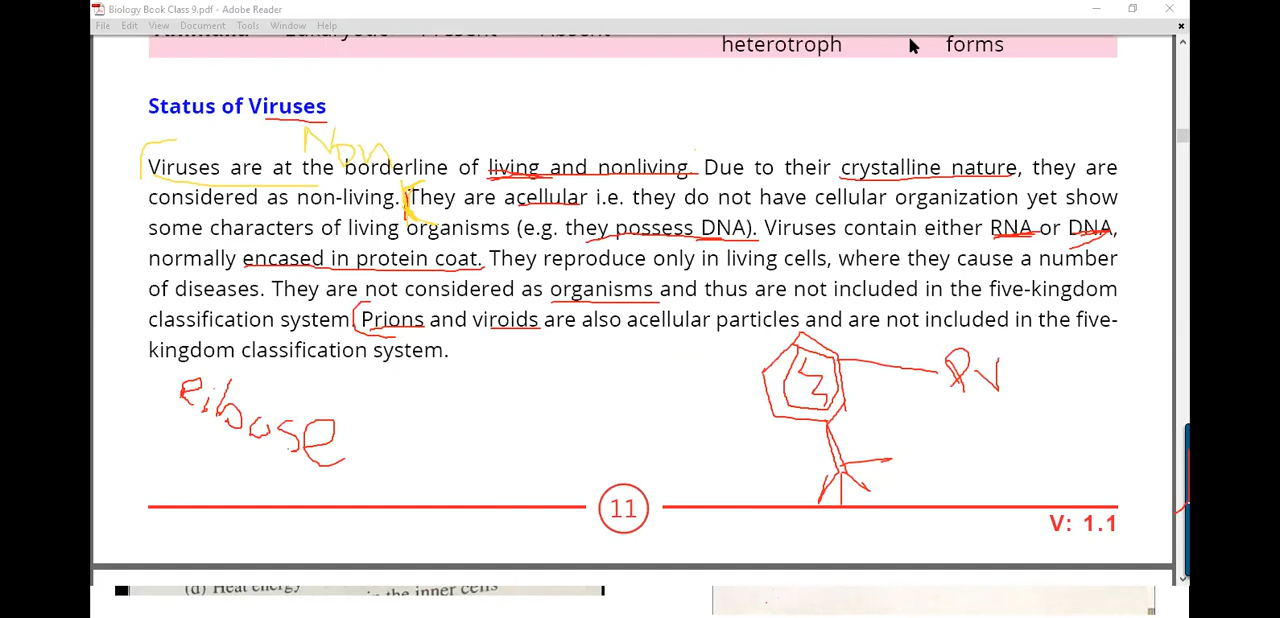 Biology Book Class 9.pdf - Adobe Reader
File Edit View Document Tools Window Help
heterotroph forms
Status of Viruses
Non
Viruses are at the borderline of living and nonliving. Due to their crystalline nature, they are
considered as non-living. They are acellular i.e. they do not have cellular organization yet show
some characters of living organisms (e.g. they possess DNA). Viruses contain either RNA or DNA,
normally encased in protein coat. They reproduce only in living cells, where they cause a number
of diseases. They are not considered as organisms and thus are not included in the five-kingdom
classification system. Prions and viroids are also acellular particles and are not included in the five-
kingdom classification system.
11
V: 1.1
(d) Heat energy
in the inner cells